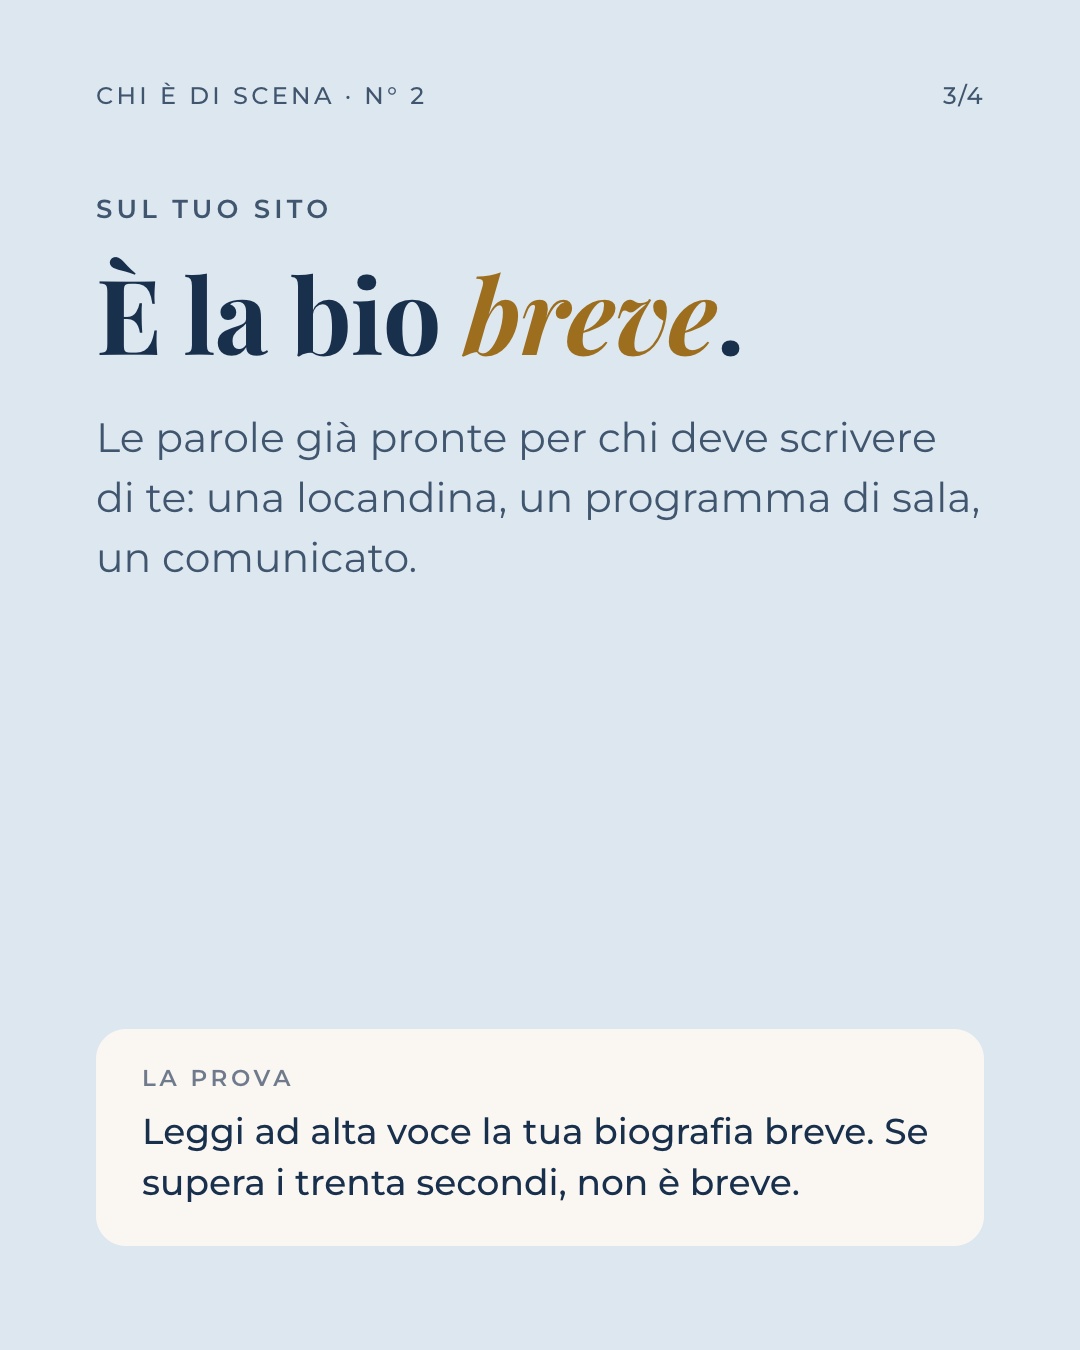 CHI È DI SCENA · N° 2
3/4
SUL TUO SITO
È la bio breve.
Le parole già pronte per chi deve scrivere
di te: una locandina, un programma di sala,
un comunicato.
LA PROVA
Leggi ad alta voce la tua biografia breve. Se
supera i trenta secondi, non è breve.